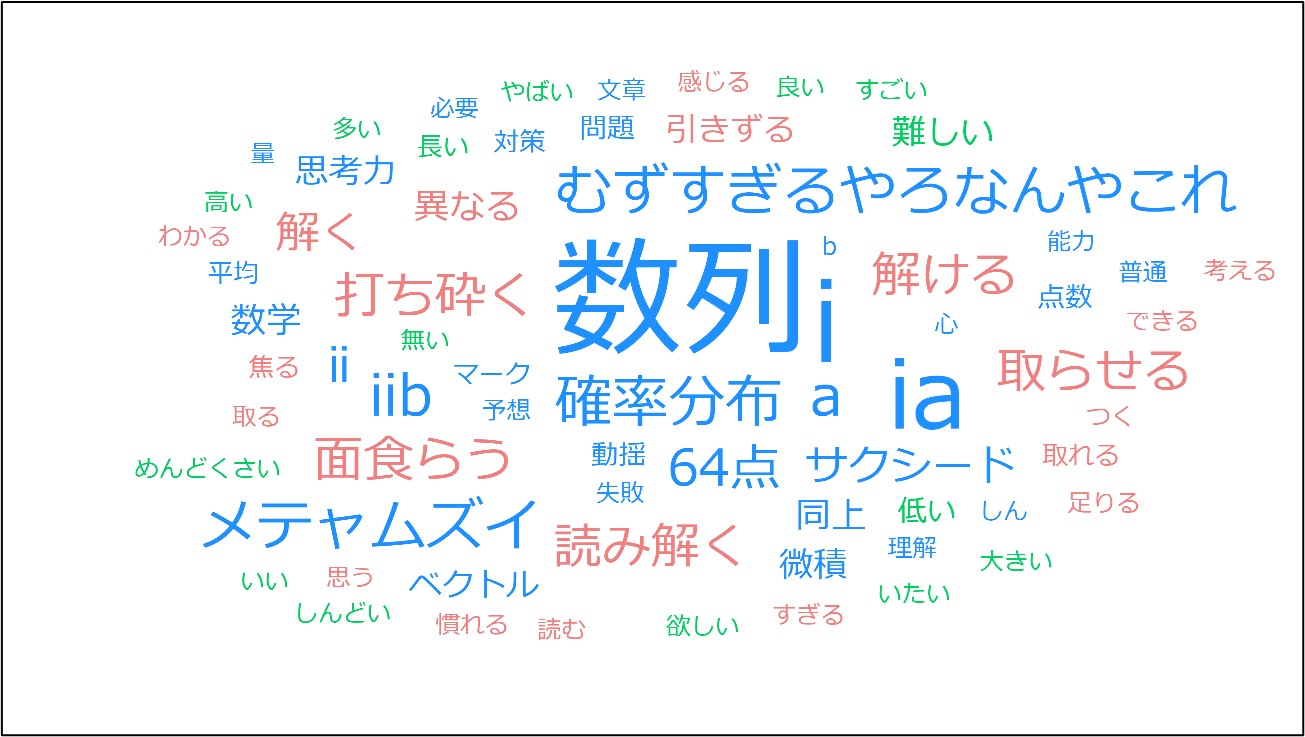 やばい 文章 感じる 良い すごい
必要
多い 長い 対策 問題 引きずる 難しい
量 思考力
むずすぎるやろなんやこれ
高い 異なる
わかる 解く
数列 b 能力
平均 打ち砕く i 解ける 普通 考える
点数
数学 無い 心 できる
焦る ii マーク 取らせる
iib 確率分布 a ia
取る 予想 つく
めんどくさい 面食らう 動揺 64点 サクシード 取れる
失敗 足りる
メテャムズイ 同上 低い しん
読み解く 理解
いい 思う ベクトル 微積 大きい
いたい
しんどい 慣れる 読む 欲しい すぎる